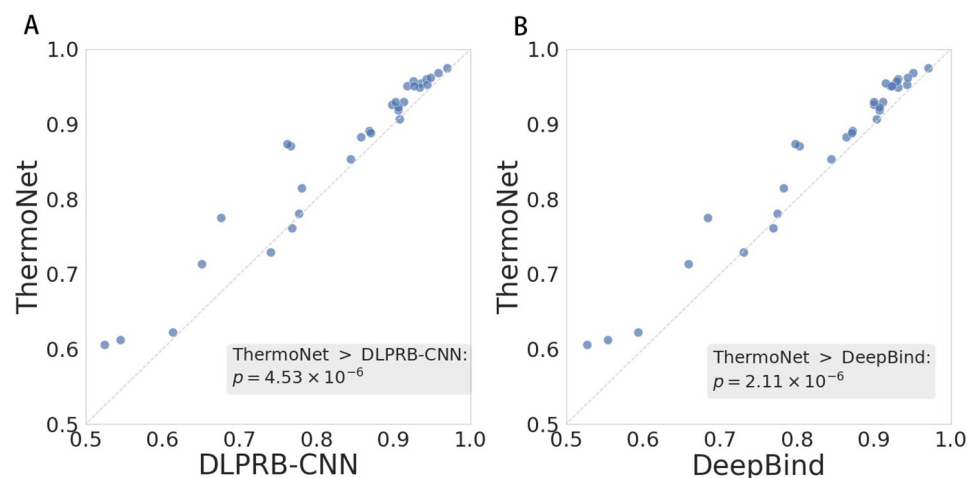 A
1.0
0.9
0.8
0.7
0.6
0.5
ThermoNet
0.5 0.6 0.7 0.8 0.9 1.0
DLPRB-CNN
ThermoNet > DLPRB-CNN:
p = 4.53 × 10⁻⁶
B
1.0
0.9
0.8
0.7
0.6
0.5
ThermoNet
0.5 0.6 0.7 0.8 0.9 1.0
DeepBind
ThermoNet > DeepBind:
p = 2.11 × 10⁻⁶